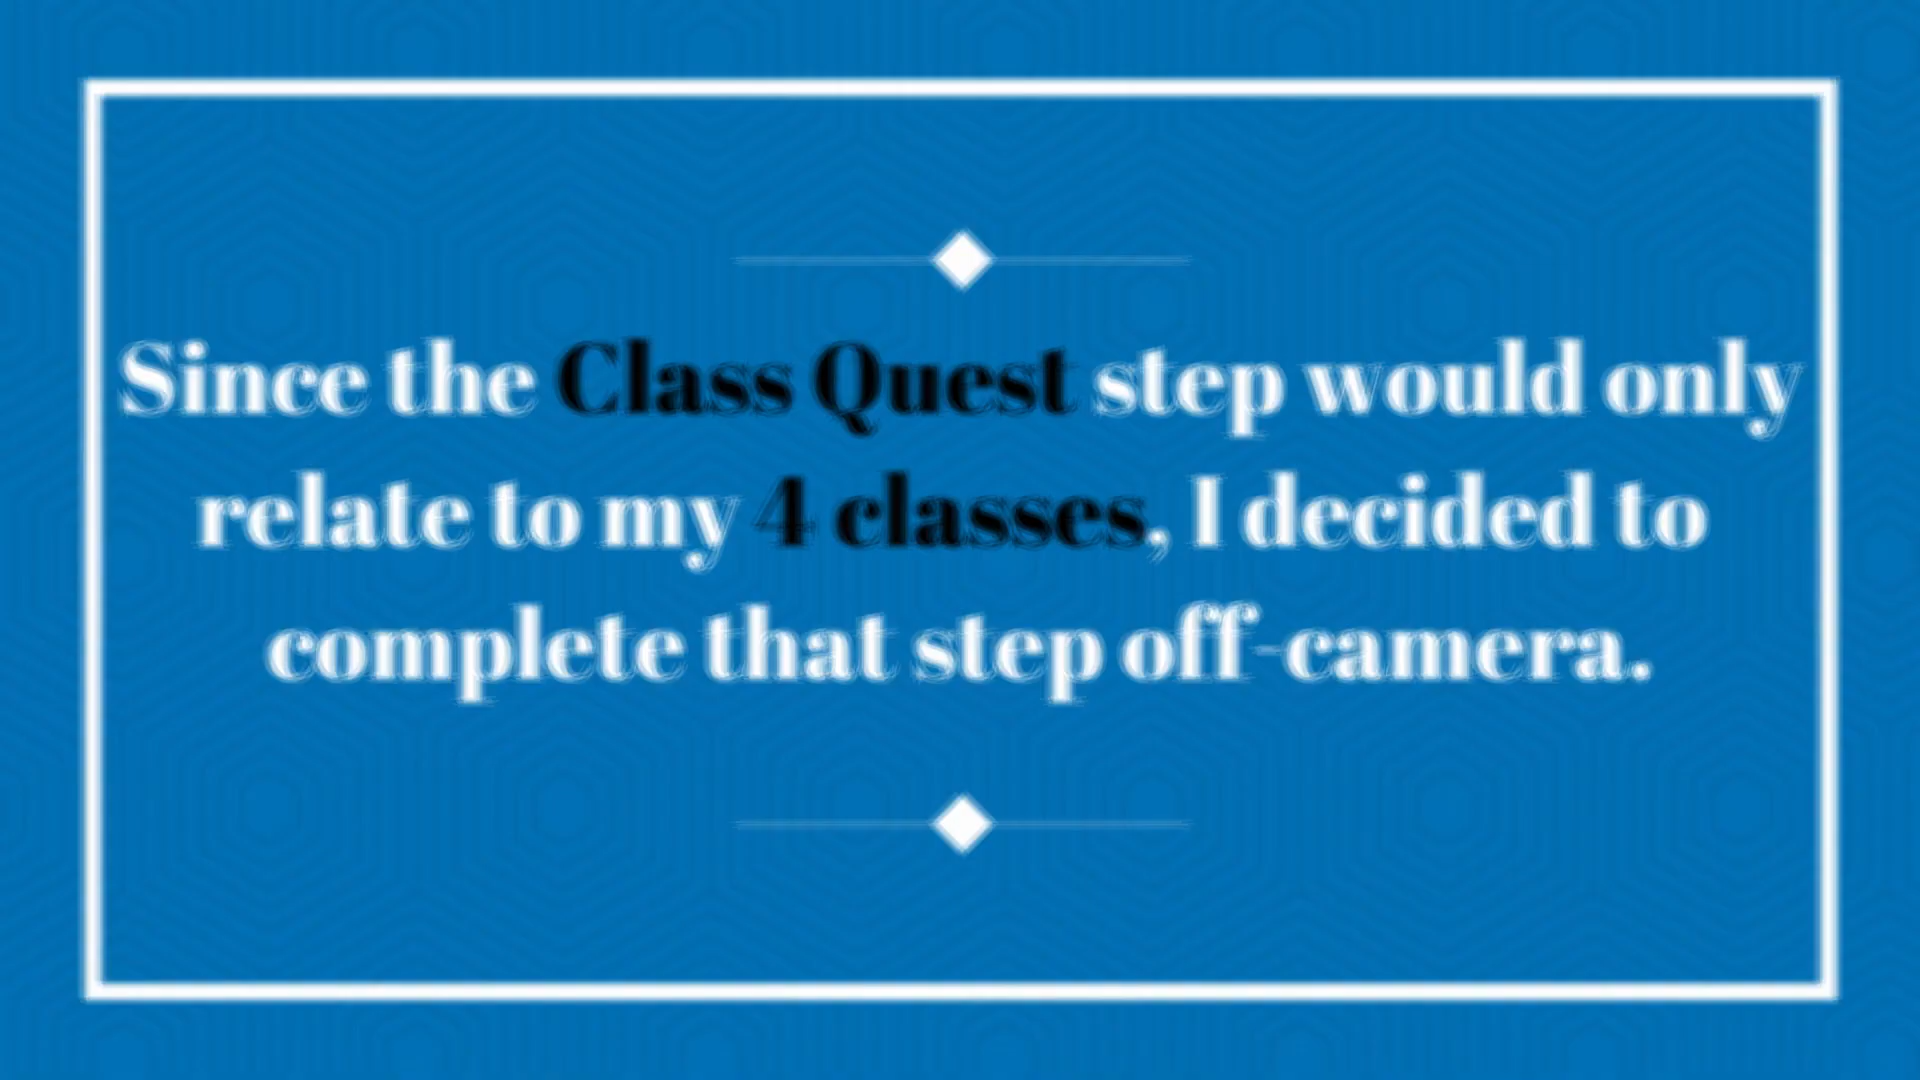 Since the Class Quest step would only
relate to my 4 classes, I decided to
complete that step off-camera.